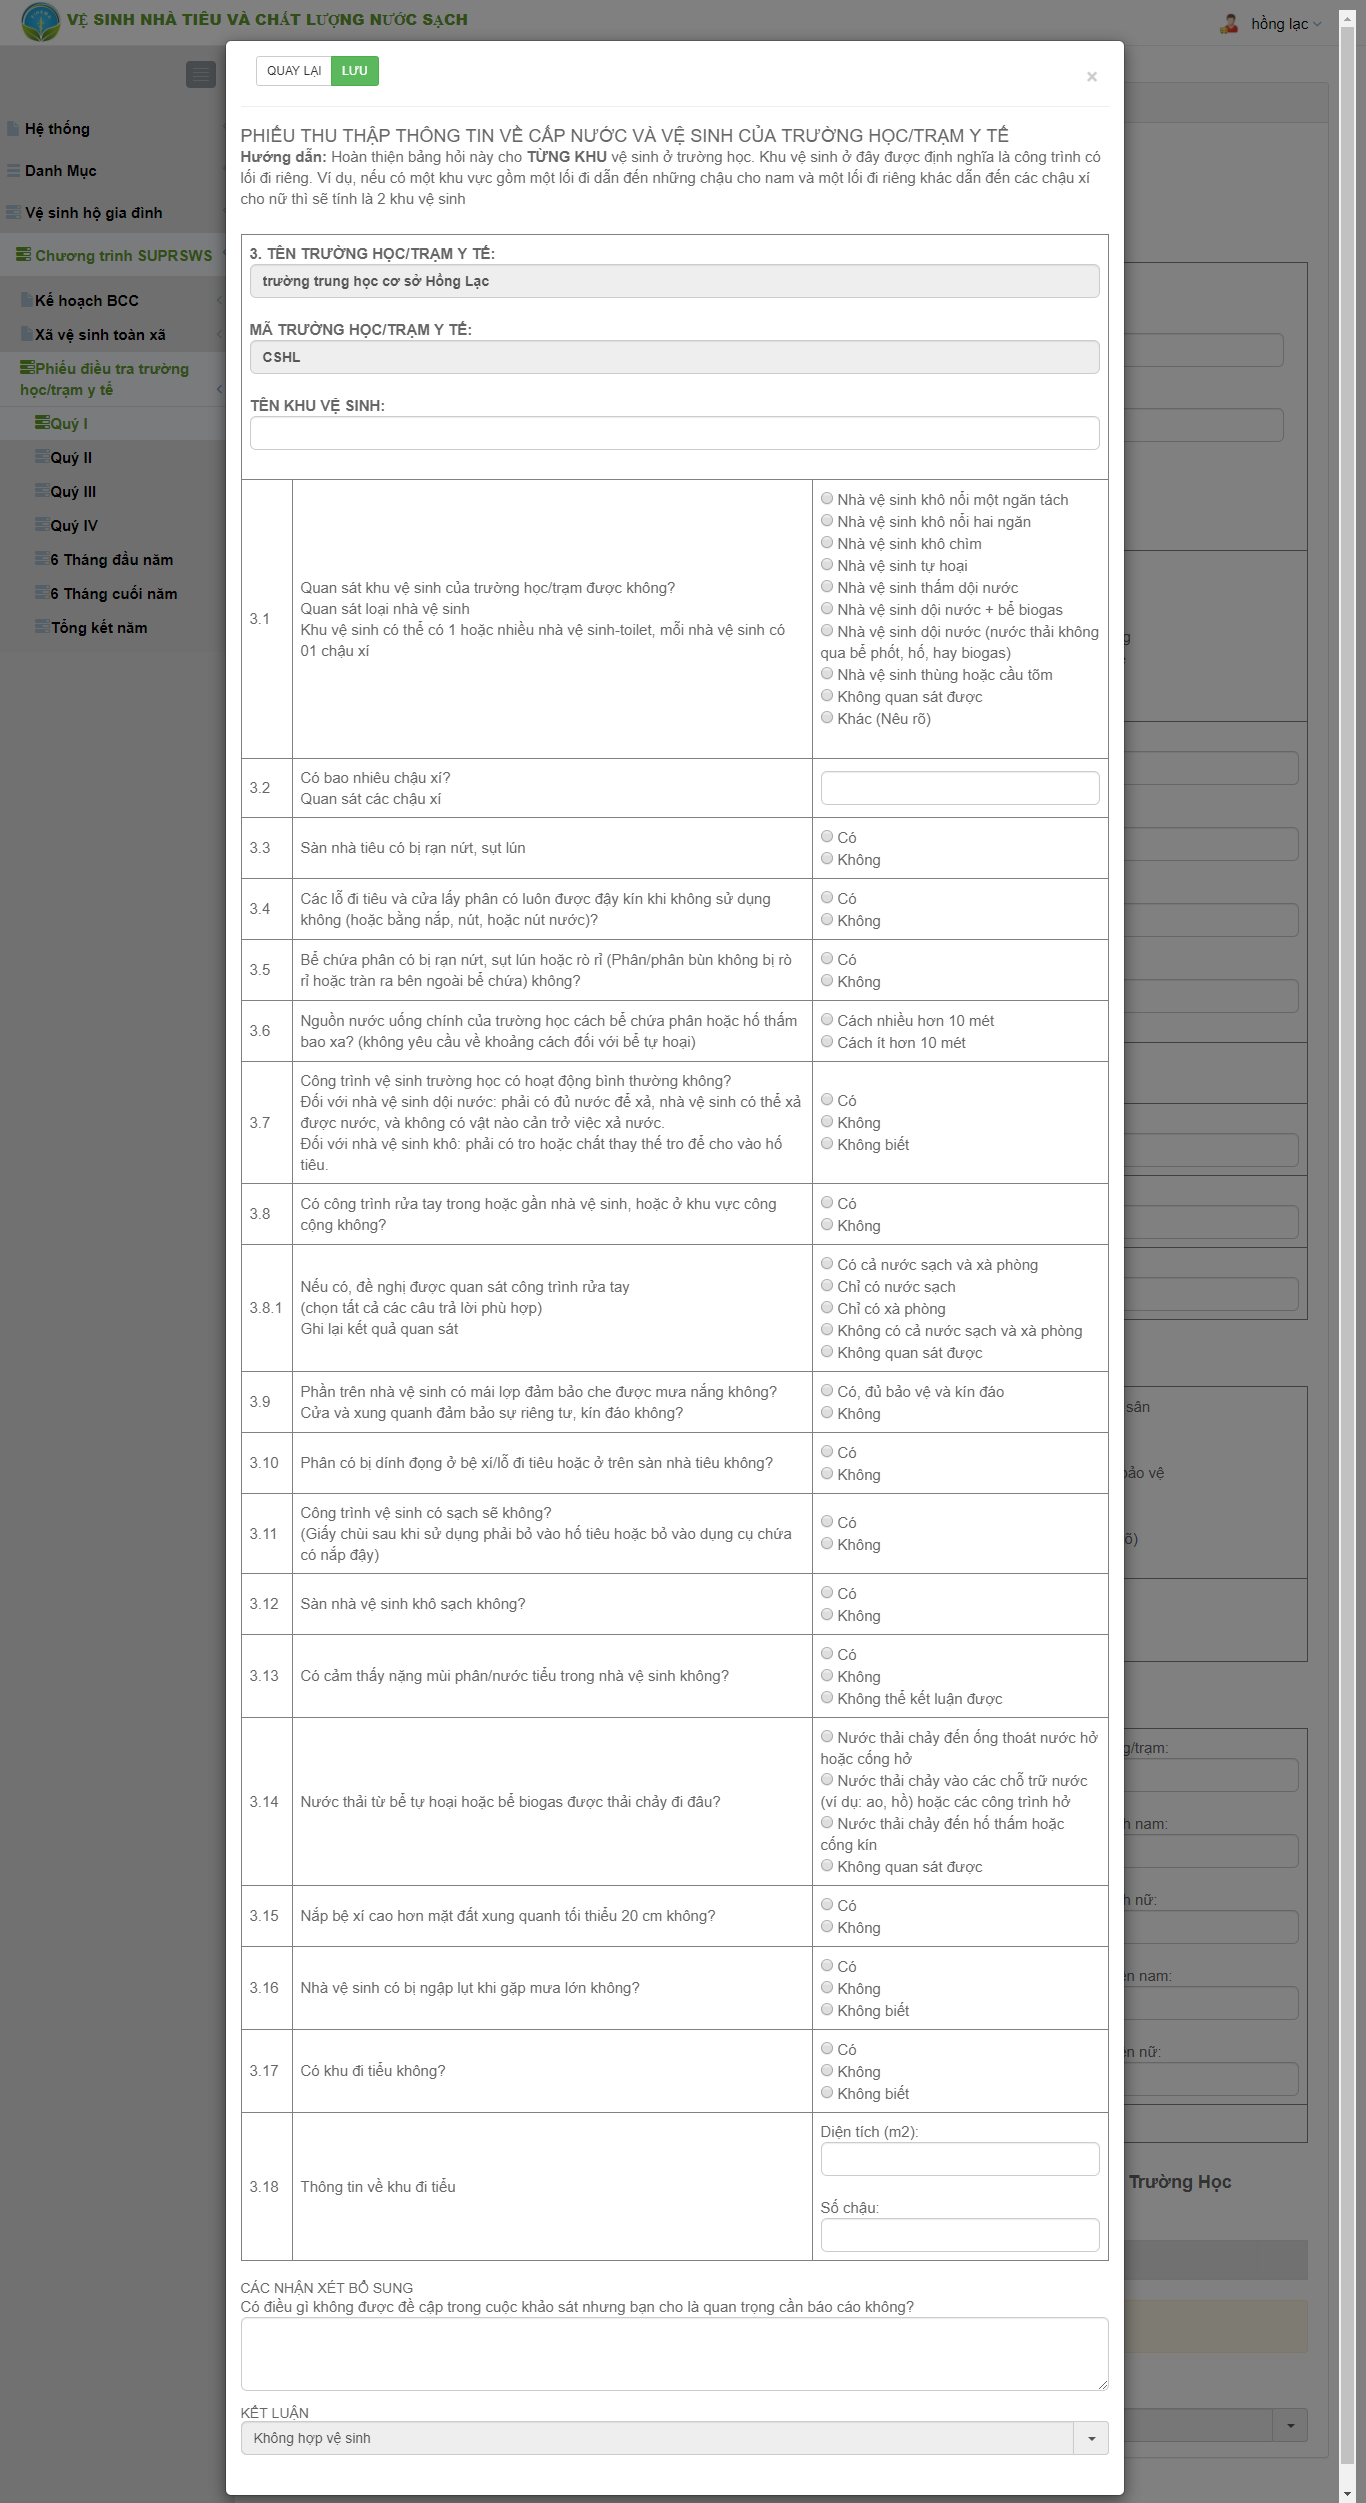 VỆ SINH NHÀ TIÊU VÀ CHẤT LƯỢNG NƯỚC SẠCH
hồng lạc
QUAY LẠI
LƯU
×
Hệ thống
Danh Mục
Vệ sinh hộ gia đình
Chương trình SUPRSWS
Kế hoạch BCC
Xã vệ sinh toàn xã
Phiếu điều tra trường
học/trạm y tế
Quý I
Quý II
Quý III
Quý IV
6 Tháng đầu năm
6 Tháng cuối năm
Tổng kết năm
PHIẾU THU THẬP THÔNG TIN VỀ CẤP NƯỚC VÀ VỆ SINH CỦA TRƯỜNG HỌC/TRẠM Y TẾ
Hướng dẫn: Hoàn thiện bảng hỏi này cho TỪNG KHU vệ sinh ở trường học. Khu vệ sinh ở đây được định nghĩa là công trình có
lối đi riêng. Ví dụ, nếu có một khu vực gồm một lối đi dẫn đến những chậu cho nam và một lối đi riêng khác dẫn đến các chậu xí
cho nữ thì sẽ tính là 2 khu vệ sinh
3. TÊN TRƯỜNG HỌC/TRẠM Y TẾ:
trường trung học cơ sở Hồng Lạc
MÃ TRƯỜNG HỌC/TRẠM Y TẾ:
CSHL
TÊN KHU VỆ SINH:
3.1
Quan sát khu vệ sinh của trường học/trạm được không?
Quan sát loại nhà vệ sinh
Khu vệ sinh có thể có 1 hoặc nhiều nhà vệ sinh-toilet, mỗi nhà vệ sinh có
01 chậu xí
Nhà vệ sinh khô nổi một ngăn tách
Nhà vệ sinh khô nổi hai ngăn
Nhà vệ sinh khô chìm
Nhà vệ sinh tự hoại
Nhà vệ sinh thấm dội nước
Nhà vệ sinh dội nước + bể biogas
Nhà vệ sinh dội nước (nước thải không
qua bể phốt, hố, hay biogas)
Nhà vệ sinh thùng hoặc cầu tõm
Không quan sát được
Khác (Nêu rõ)
3.2
Có bao nhiêu chậu xí?
Quan sát các chậu xí
3.3
Sàn nhà tiêu có bị rạn nứt, sụt lún
Có
Không
3.4
Các lỗ đi tiêu và cửa lấy phân có luôn được đậy kín khi không sử dụng
không (hoặc bằng nắp, nút, hoặc nút nước)?
Có
Không
3.5
Bể chứa phân có bị rạn nứt, sụt lún hoặc rò rỉ (Phân/phân bùn không bị rò
rỉ hoặc tràn ra bên ngoài bể chứa) không?
Có
Không
3.6
Nguồn nước uống chính của trường học cách bể chứa phân hoặc hố thấm
bao xa? (không yêu cầu về khoảng cách đối với bể tự hoại)
Cách nhiều hơn 10 mét
Cách ít hơn 10 mét
3.7
Công trình vệ sinh trường học có hoạt động bình thường không?
Đối với nhà vệ sinh dội nước: phải có đủ nước để xả, nhà vệ sinh có thể xả
được nước, và không có vật nào cản trở việc xả nước.
Đối với nhà vệ sinh khô: phải có tro hoặc chất thay thế tro để cho vào hố
tiêu.
Có
Không
Không biết
3.8
Có công trình rửa tay trong hoặc gần nhà vệ sinh, hoặc ở khu vực công
cộng không?
Có
Không
3.8.1
Nếu có, đề nghị được quan sát công trình rửa tay
(chọn tất cả các câu trả lời phù hợp)
Ghi lại kết quả quan sát
Có cả nước sạch và xà phòng
Chỉ có nước sạch
Chỉ có xà phòng
Không có cả nước sạch và xà phòng
Không quan sát được
3.9
Phần trên nhà vệ sinh có mái lợp đảm bảo che được mưa nắng không?
Cửa và xung quanh đảm bảo sự riêng tư, kín đáo không?
Có, đủ bảo vệ và kín đáo
Không
3.10
Phân có bị dính đọng ở bệ xí/lỗ đi tiêu hoặc ở trên sàn nhà tiêu không?
Có
Không
3.11
Công trình vệ sinh có sạch sẽ không?
(Giấy chùi sau khi sử dụng phải bỏ vào hố tiêu hoặc bỏ vào dụng cụ chứa
có nắp đậy)
Có
Không
3.12
Sàn nhà vệ sinh khô sạch không?
Có
Không
3.13
Có cảm thấy nặng mùi phân/nước tiểu trong nhà vệ sinh không?
Có
Không
Không thể kết luận được
3.14
Nước thải từ bể tự hoại hoặc bể biogas được thải chảy đi đâu?
Nước thải chảy đến ống thoát nước hở
hoặc cống hở
Nước thải chảy vào các chỗ trữ nước
(ví dụ: ao, hồ) hoặc các công trình hở
Nước thải chảy đến hố thấm hoặc
cống kín
Không quan sát được
3.15
Nắp bệ xí cao hơn mặt đất xung quanh tối thiểu 20 cm không?
Có
Không
3.16
Nhà vệ sinh có bị ngập lụt khi gặp mưa lớn không?
Có
Không
Không biết
3.17
Có khu đi tiểu không?
Có
Không
Không biết
3.18
Thông tin về khu đi tiểu
Diện tích (m2):
Số chậu:
CÁC NHẬN XÉT BỔ SUNG
Có điều gì không được đề cập trong cuộc khảo sát nhưng bạn cho là quan trọng cần báo cáo không?
KẾT LUẬN
Không hợp vệ sinh
sân
bảo vệ
õ)
g/trạm:
h nam:
h nữ:
ên nam:
ên nữ:
Trường Học